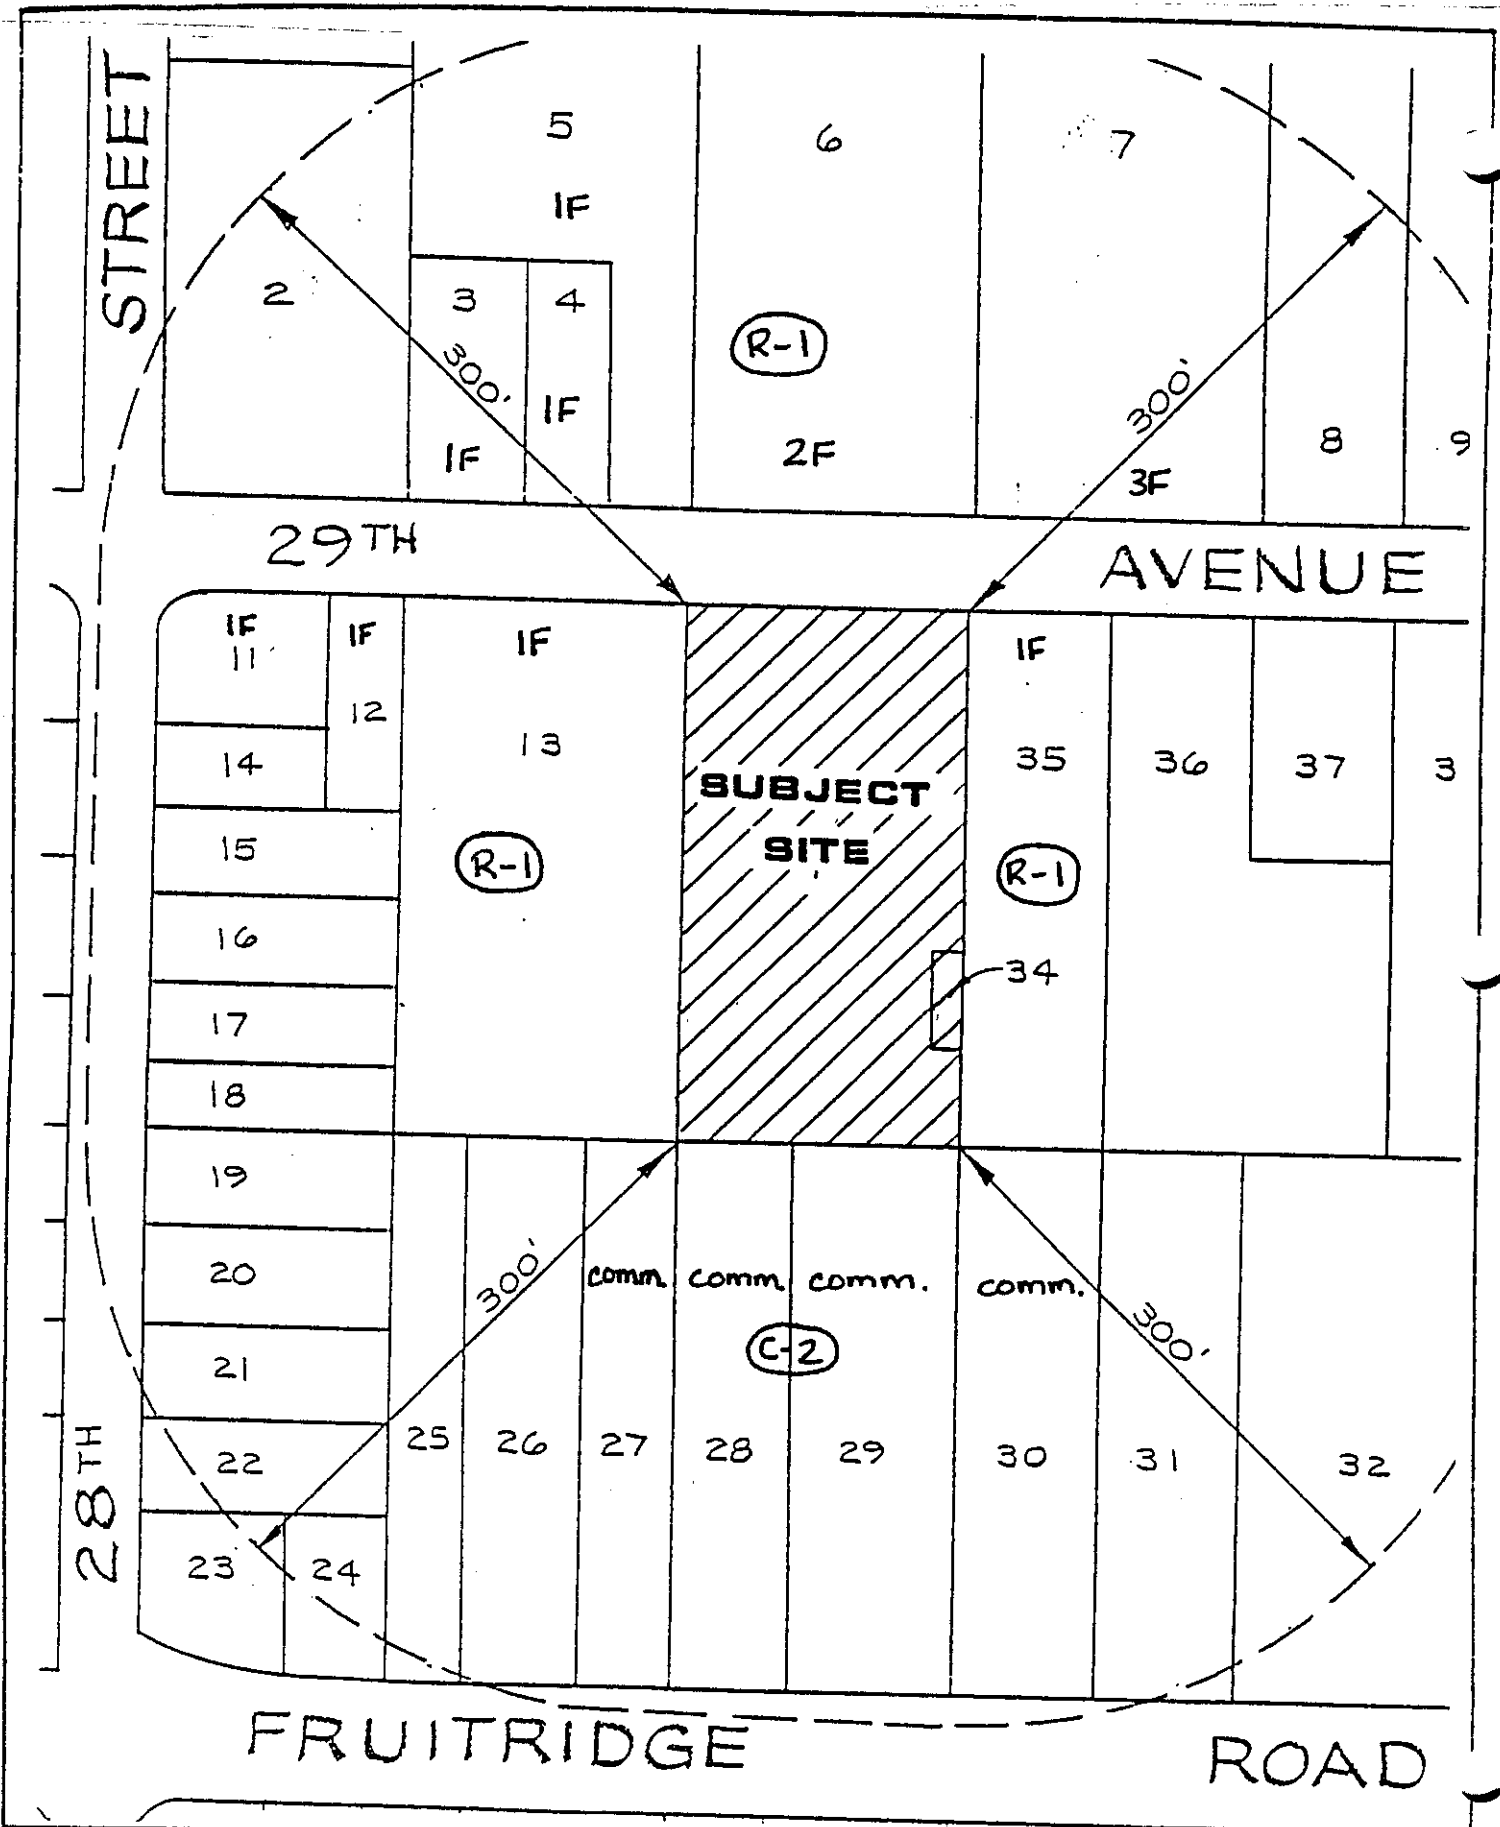 STREET
5
6
7
1F
2
3
4
R-1
300'
300'
1F
1F
2F
3F
8
9
29TH
AVENUE
1F
11
1F
12
1F
13
1F
14
SUBJECT
SITE
35
36
37
3
15
R-1
R-1
16
34
17
18
19
20
300'
comm.
comm
comm.
comm.
300'
C-2
21
22
25
26
27
28
29
30
31
32
28TH
23
24
FRUITRIDGE
ROAD